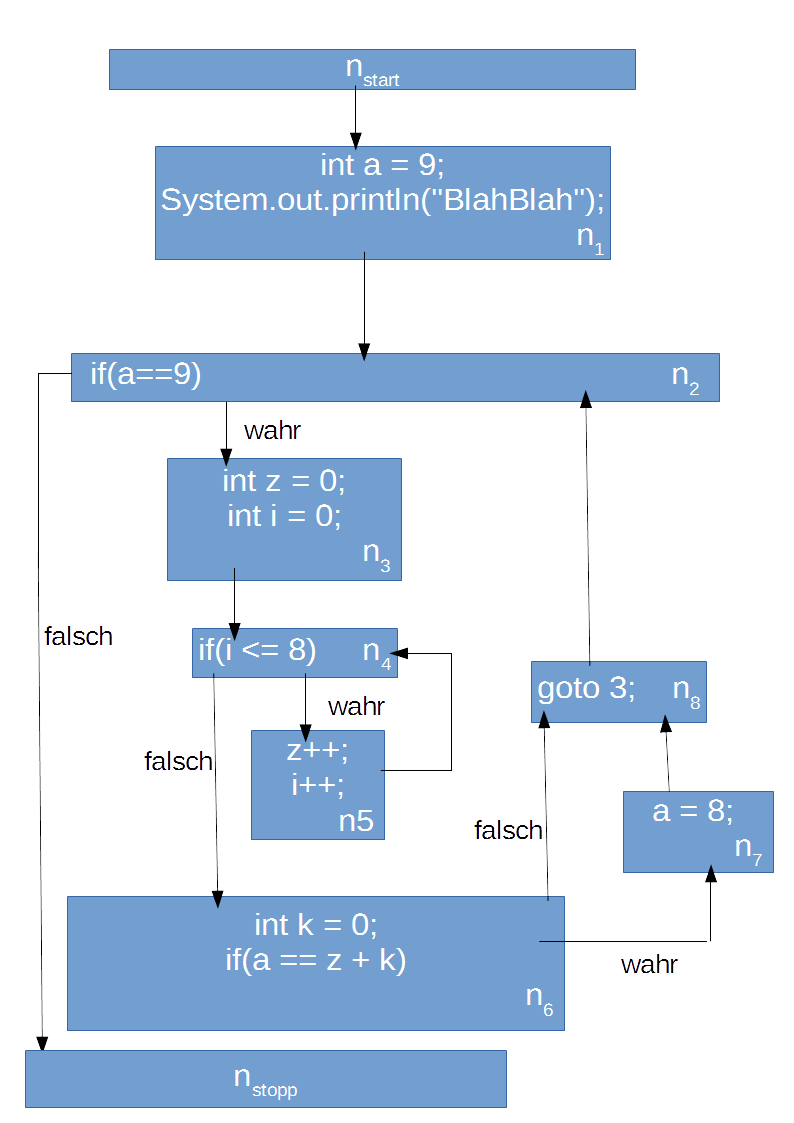 nstart
int a = 9;
System.out.println("BlahBlah");
n1
if(a==9) n2
wahr
int z = 0;
int i = 0;
n3
falsch
if(i <= 8) n4
goto 3; n8
wahr
falsch
z++;
i++;
n5
a = 8;
n7
falsch
int k = 0;
if(a == z + k)
n6
wahr
nstopp